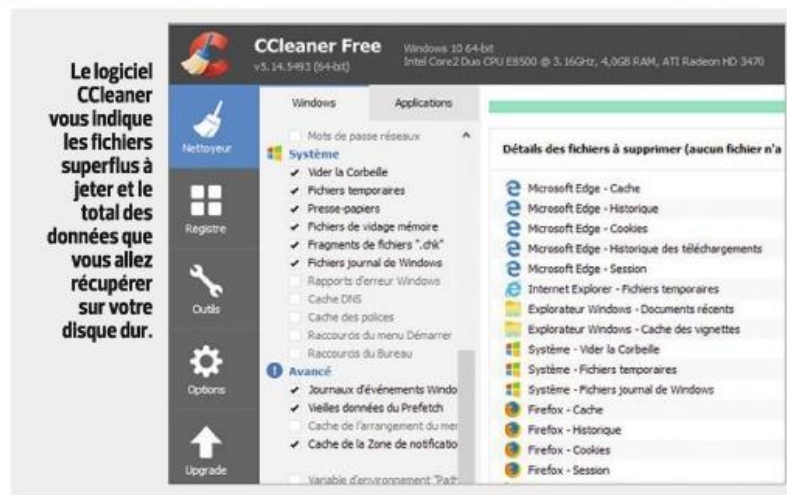 Le logiciel
CCleaner
vous indique
les fichiers
superflus à
jeter et le
total des
données que
vous allez
récupérer
sur votre
disque dur.
CCleaner Free
v5.14.5493 (64-bit)
Windows 10 64-bit
Intel Core2 Duo CPU E8500 @ 3.16GHz, 4,0GB RAM, ATI Radeon HD 3470
Nettoyeur
Registre
Outils
Options
Upgrade
Windows
Applications
Mots de passe réseaux
Système
Vider la Corbeille
Fichiers temporaires
Presse-papiers
Fichiers de vidage mémoire
Fragments de fichiers ".chk"
Fichiers journal de Windows
Rapports d'erreur Windows
Cache DNS
Cache des polices
Raccourcis du menu Démarrer
Raccourcis du Bureau
Avancé
Journaux d'événements Windo
Vieilles données du Prefetch
Cache de l'arrangement du mer
Cache de la Zone de notificatio
Variable d'environnement "Path
Détails des fichiers à supprimer (aucun fichier n'a
Microsoft Edge - Cache
Microsoft Edge - Historique
Microsoft Edge - Cookies
Microsoft Edge - Historique des téléchargements
Microsoft Edge - Session
Internet Explorer - Fichiers temporaires
Explorateur Windows - Documents récents
Explorateur Windows - Cache des vignettes
Système - Vider la Corbeille
Système - Fichiers temporaires
Système - Fichiers journal de Windows
Firefox - Cache
Firefox - Historique
Firefox - Cookies
Firefox - Session